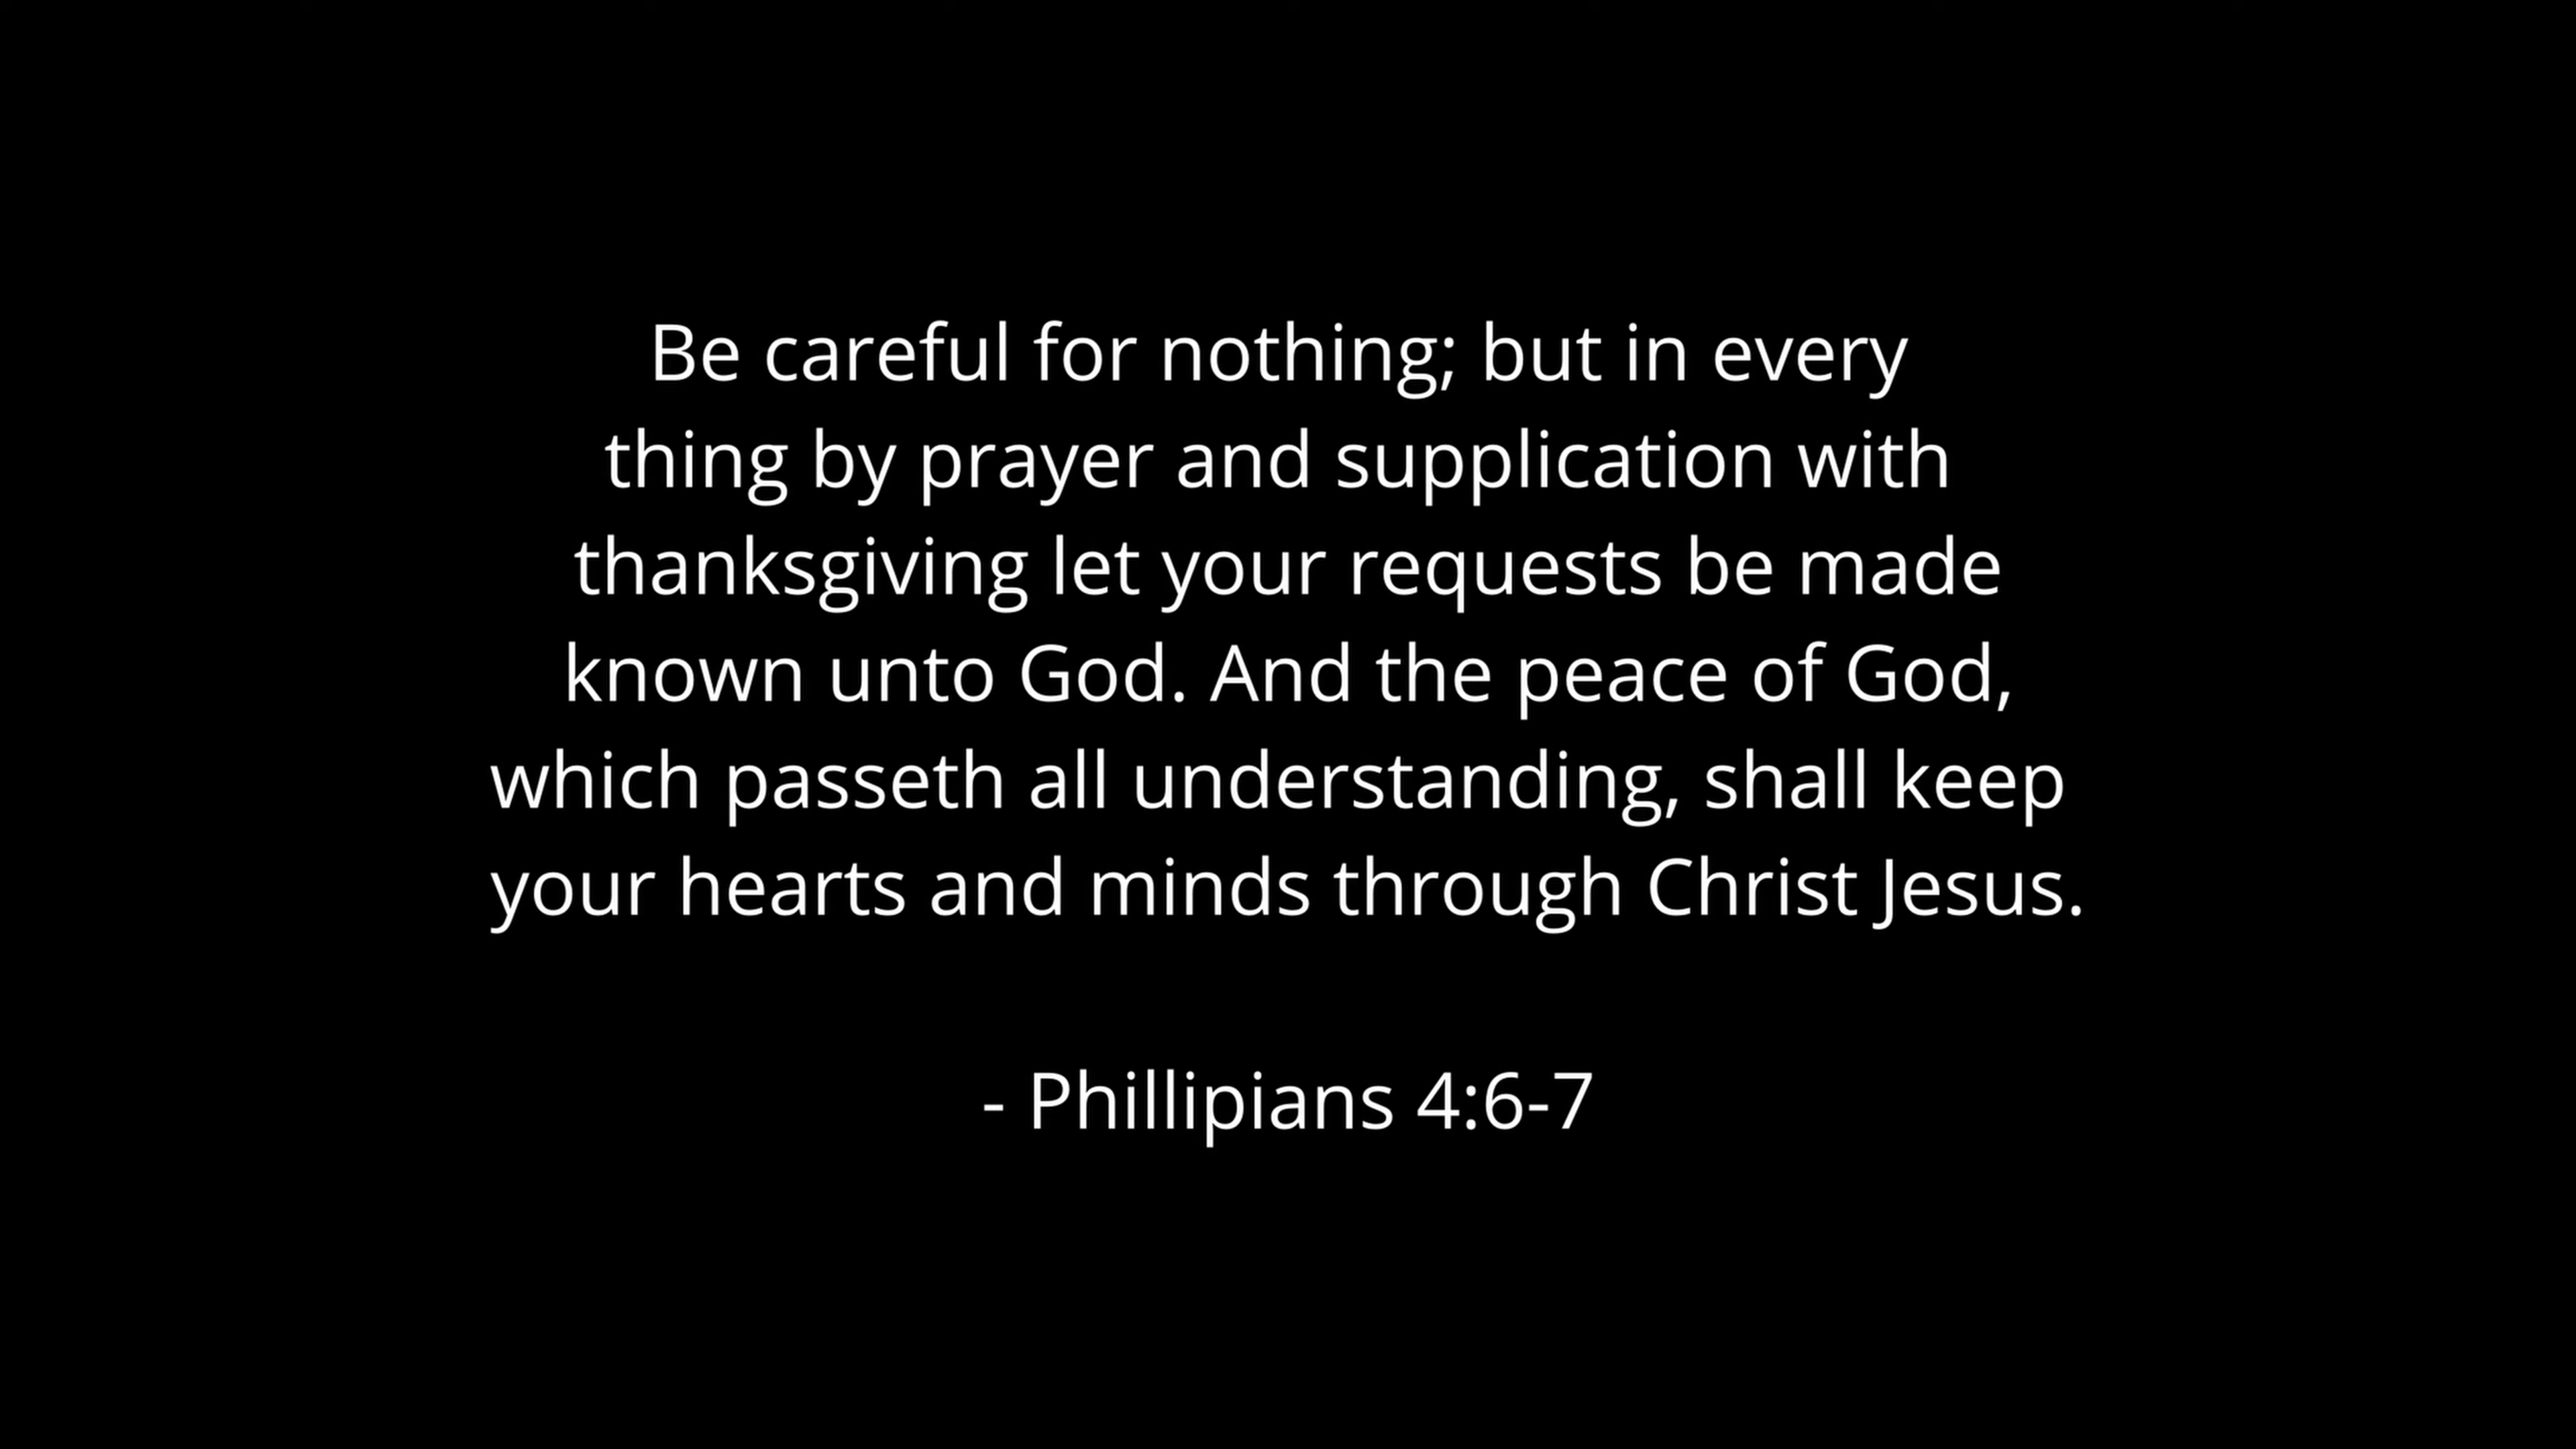 Be careful for nothing; but in every
thing by prayer and supplication with
thanksgiving let your requests be made
known unto God. And the peace of God,
which passeth all understanding, shall keep
your hearts and minds through Christ Jesus.
- Phillipians 4:6-7